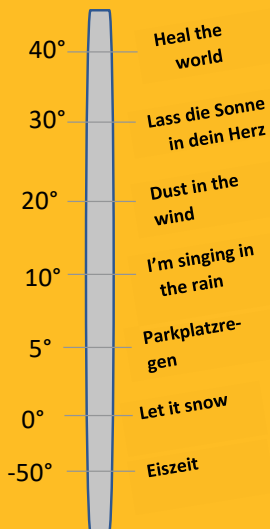 40°
Heal the
world
30°
Lass die Sonne
in dein Herz
20°
Dust in the
wind
10°
I'm singing in
the rain
5°
Parkplatzre-
gen
0°
Let it snow
-50°
Eiszeit